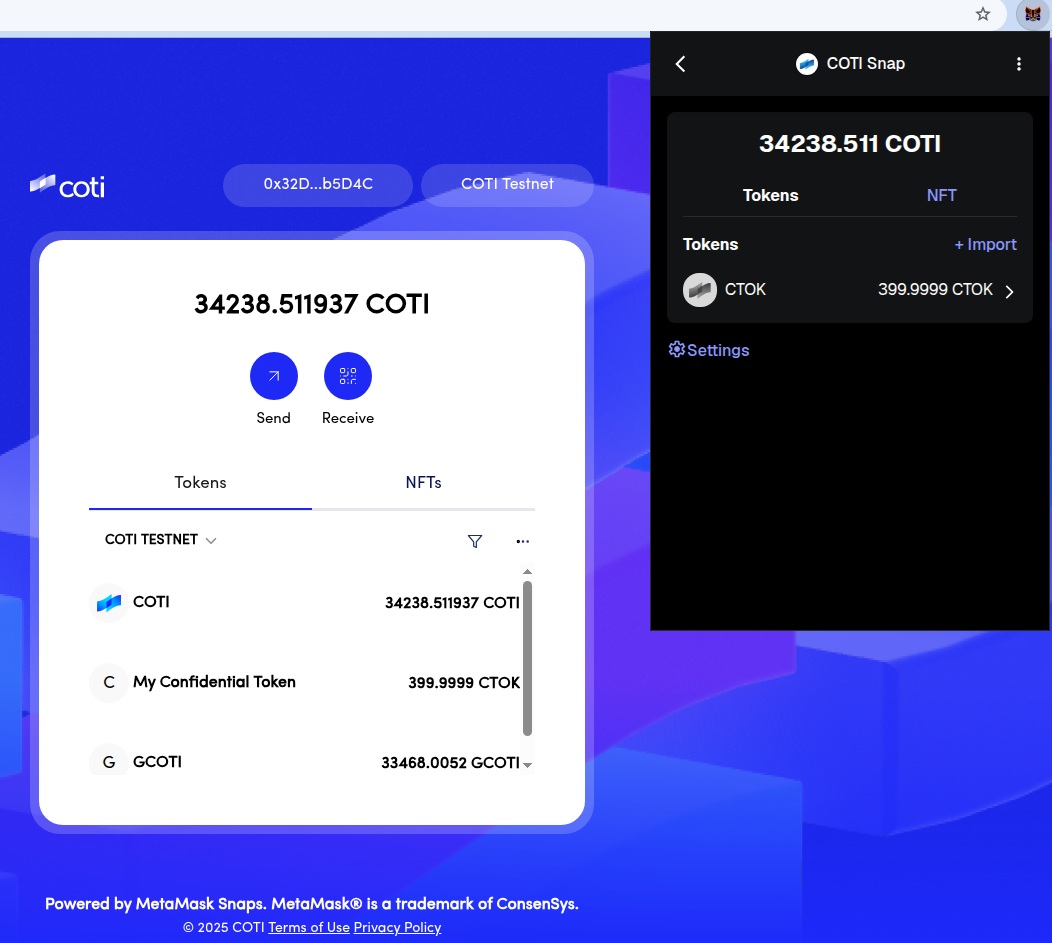 COTI Snap
34238.511 COTI
Tokens NFT
Tokens + Import
CTOK 399.9999 CTOK
Settings
coti 0x32D...b5D4C COTI Testnet
34238.511937 COTI
Send Receive
Tokens NFTs
COTI TESTNET
COTI 34238.511937 COTI
C My Confidential Token 399.9999 CTOK
G GCOTI 33468.0052 GCOTI
Powered by MetaMask Snaps. MetaMask® is a trademark of ConsenSys.
© 2025 COTI Terms of Use Privacy Policy